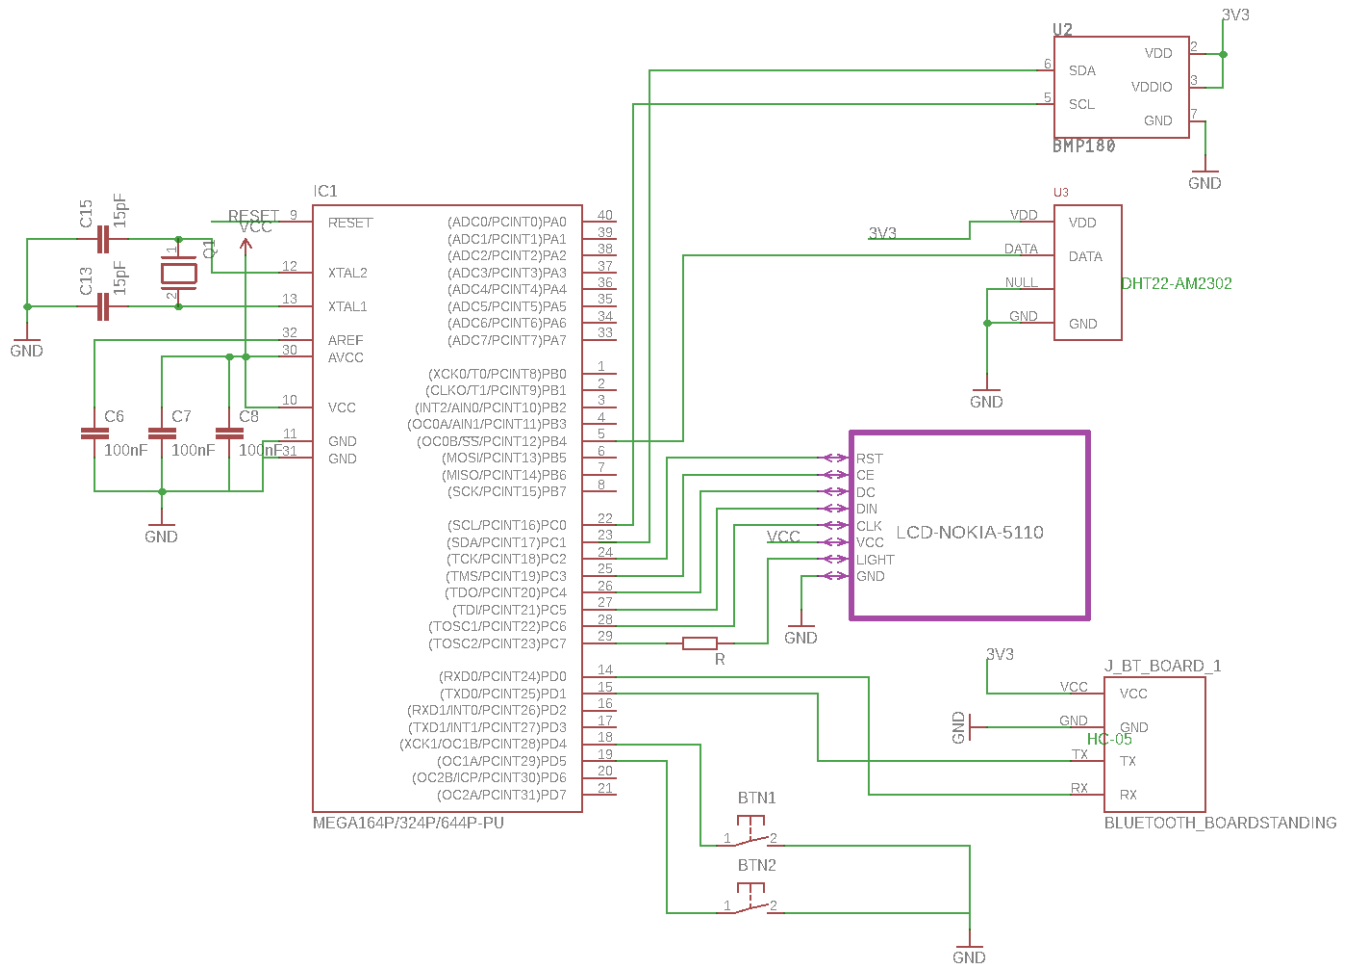 3V3
U2
VDD 2
6 SDA
VDDIO 3
5 SCL
GND 7
BMP180
GND
IC1
U3
C15
15pF
RESET 9 RESET
VCC
Q1
1
2
C13
15pF
12 XTAL2
13 XTAL1
32 AREF
30 AVCC
10 VCC
11 GND
31 GND
GND
C6
100nF
C7
100nF
C8
100nF
GND
(ADC0/PCINT0)PA0 40
(ADC1/PCINT1)PA1 39
(ADC2/PCINT2)PA2 38
(ADC3/PCINT3)PA3 37
(ADC4/PCINT4)PA4 36
(ADC5/PCINT5)PA5 35
(ADC6/PCINT6)PA6 34
(ADC7/PCINT7)PA7 33
(XCK0/T0/PCINT8)PB0 1
(CLKO/T1/PCINT9)PB1 2
(INT2/AIN0/PCINT10)PB2 3
(OC0A/AIN1/PCINT11)PB3 4
(OC0B/SS/PCINT12)PB4 5
(MOSI/PCINT13)PB5 6
(MISO/PCINT14)PB6 7
(SCK/PCINT15)PB7 8
(SCL/PCINT16)PC0 22
(SDA/PCINT17)PC1 23
(TCK/PCINT18)PC2 24
(TMS/PCINT19)PC3 25
(TDO/PCINT20)PC4 26
(TDI/PCINT21)PC5 27
(TOSC1/PCINT22)PC6 28
(TOSC2/PCINT23)PC7 29
(RXD0/PCINT24)PD0 14
(TXD0/PCINT25)PD1 15
(RXD1/INT0/PCINT26)PD2 16
(TXD1/INT1/PCINT27)PD3 17
(XCK1/OC1B/PCINT28)PD4 18
(OC1A/PCINT29)PD5 19
(OC2B/ICP/PCINT30)PD6 20
(OC2A/PCINT31)PD7 21
MEGA164P/324P/644P-PU
VDD VDD
3V3
DATA DATA
NULL
DHT22-AM2302
GND GND
GND
RST
CE
DC
DIN
CLK
LCD-NOKIA-5110
VCC VCC
LIGHT
GND
GND
R
3V3
J_BT_BOARD_1
VCC VCC
GND GND GND
HC-05
TX TX
RX RX
BLUETOOTH_BOARDSTANDING
BTN1
1 2
BTN2
1 2
GND